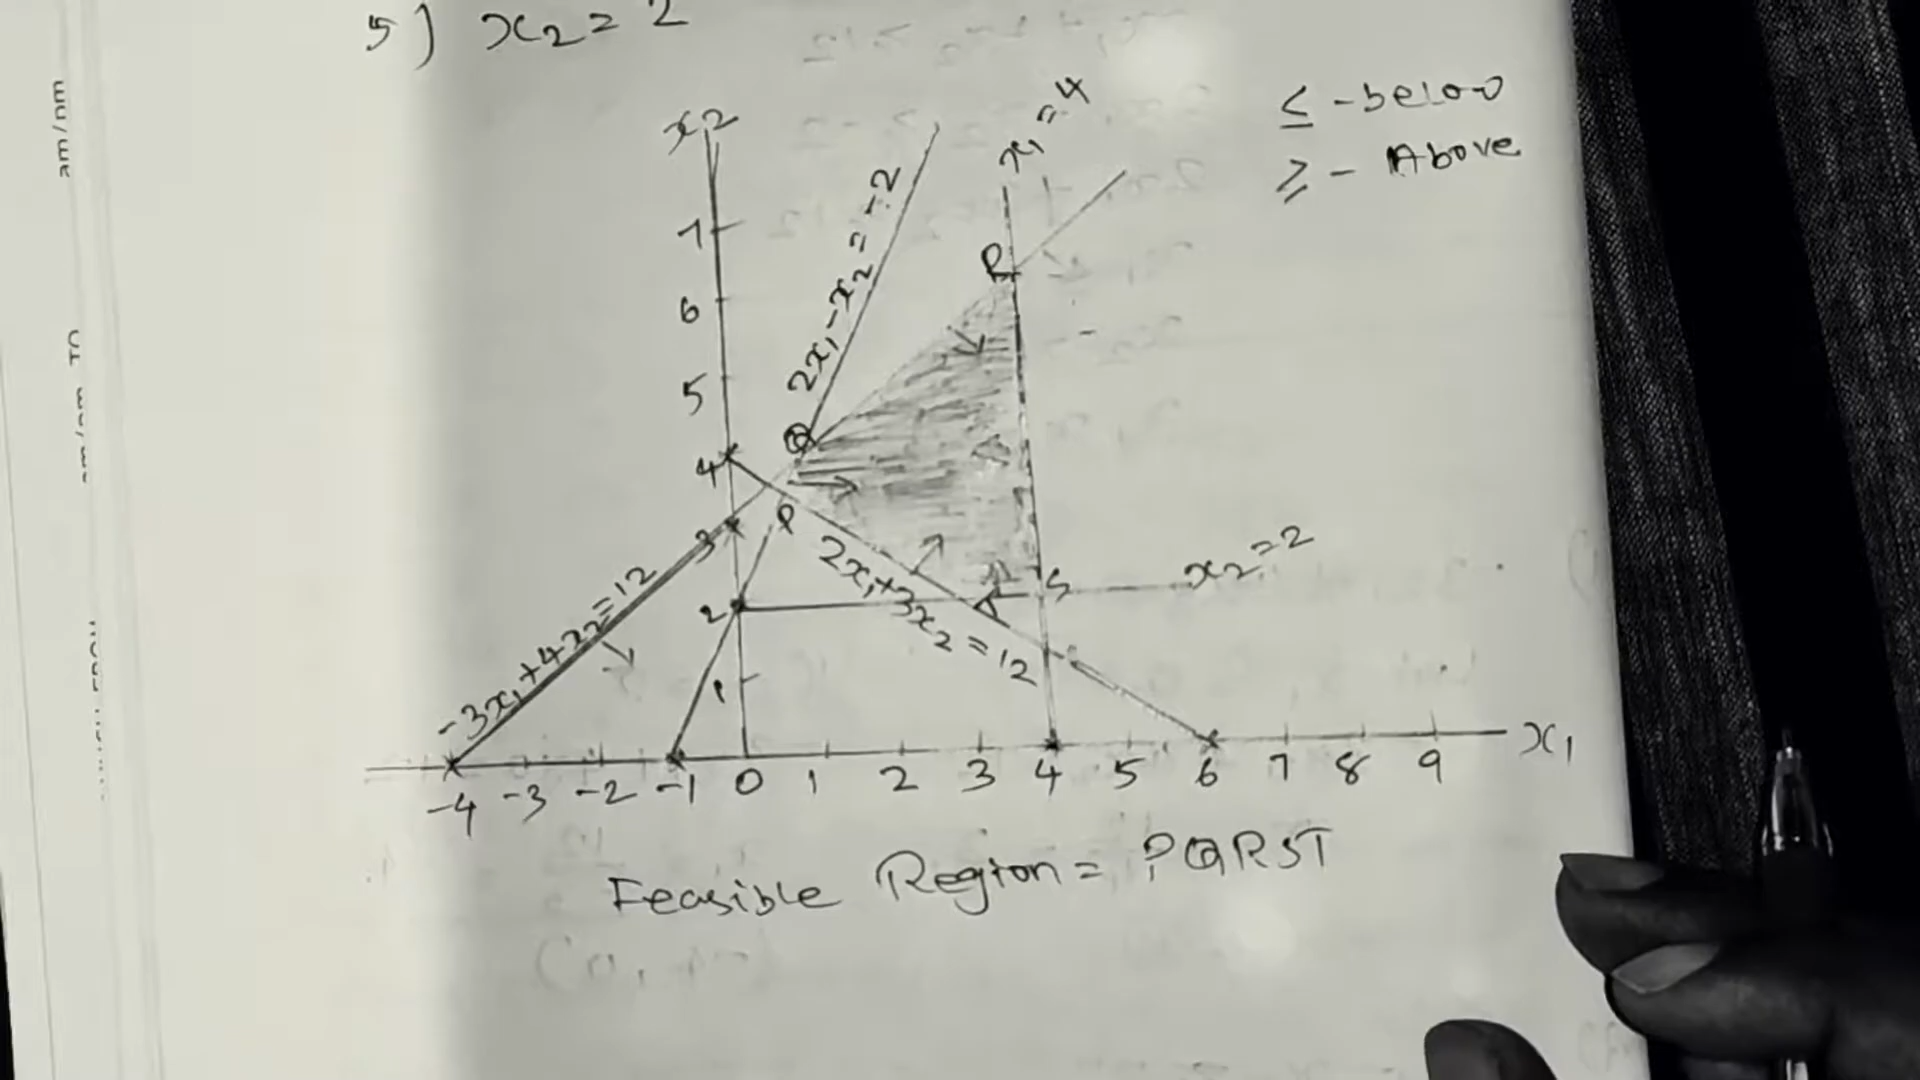 5) x₂ = 2
x2
x₁ = 4
≤ - below
≥ - Above
2x₁ - x₂ = -2
7
6
5
4
3
2
1
R
Q
P
S
T
x₂ = 2
-3x₁ + 4x₂ = 12
2x₁ + 3x₂ = 12
-4 -3 -2 -1 0 1 2 3 4 5 6 7 8 9 x₁
Feasible Region = PQRST